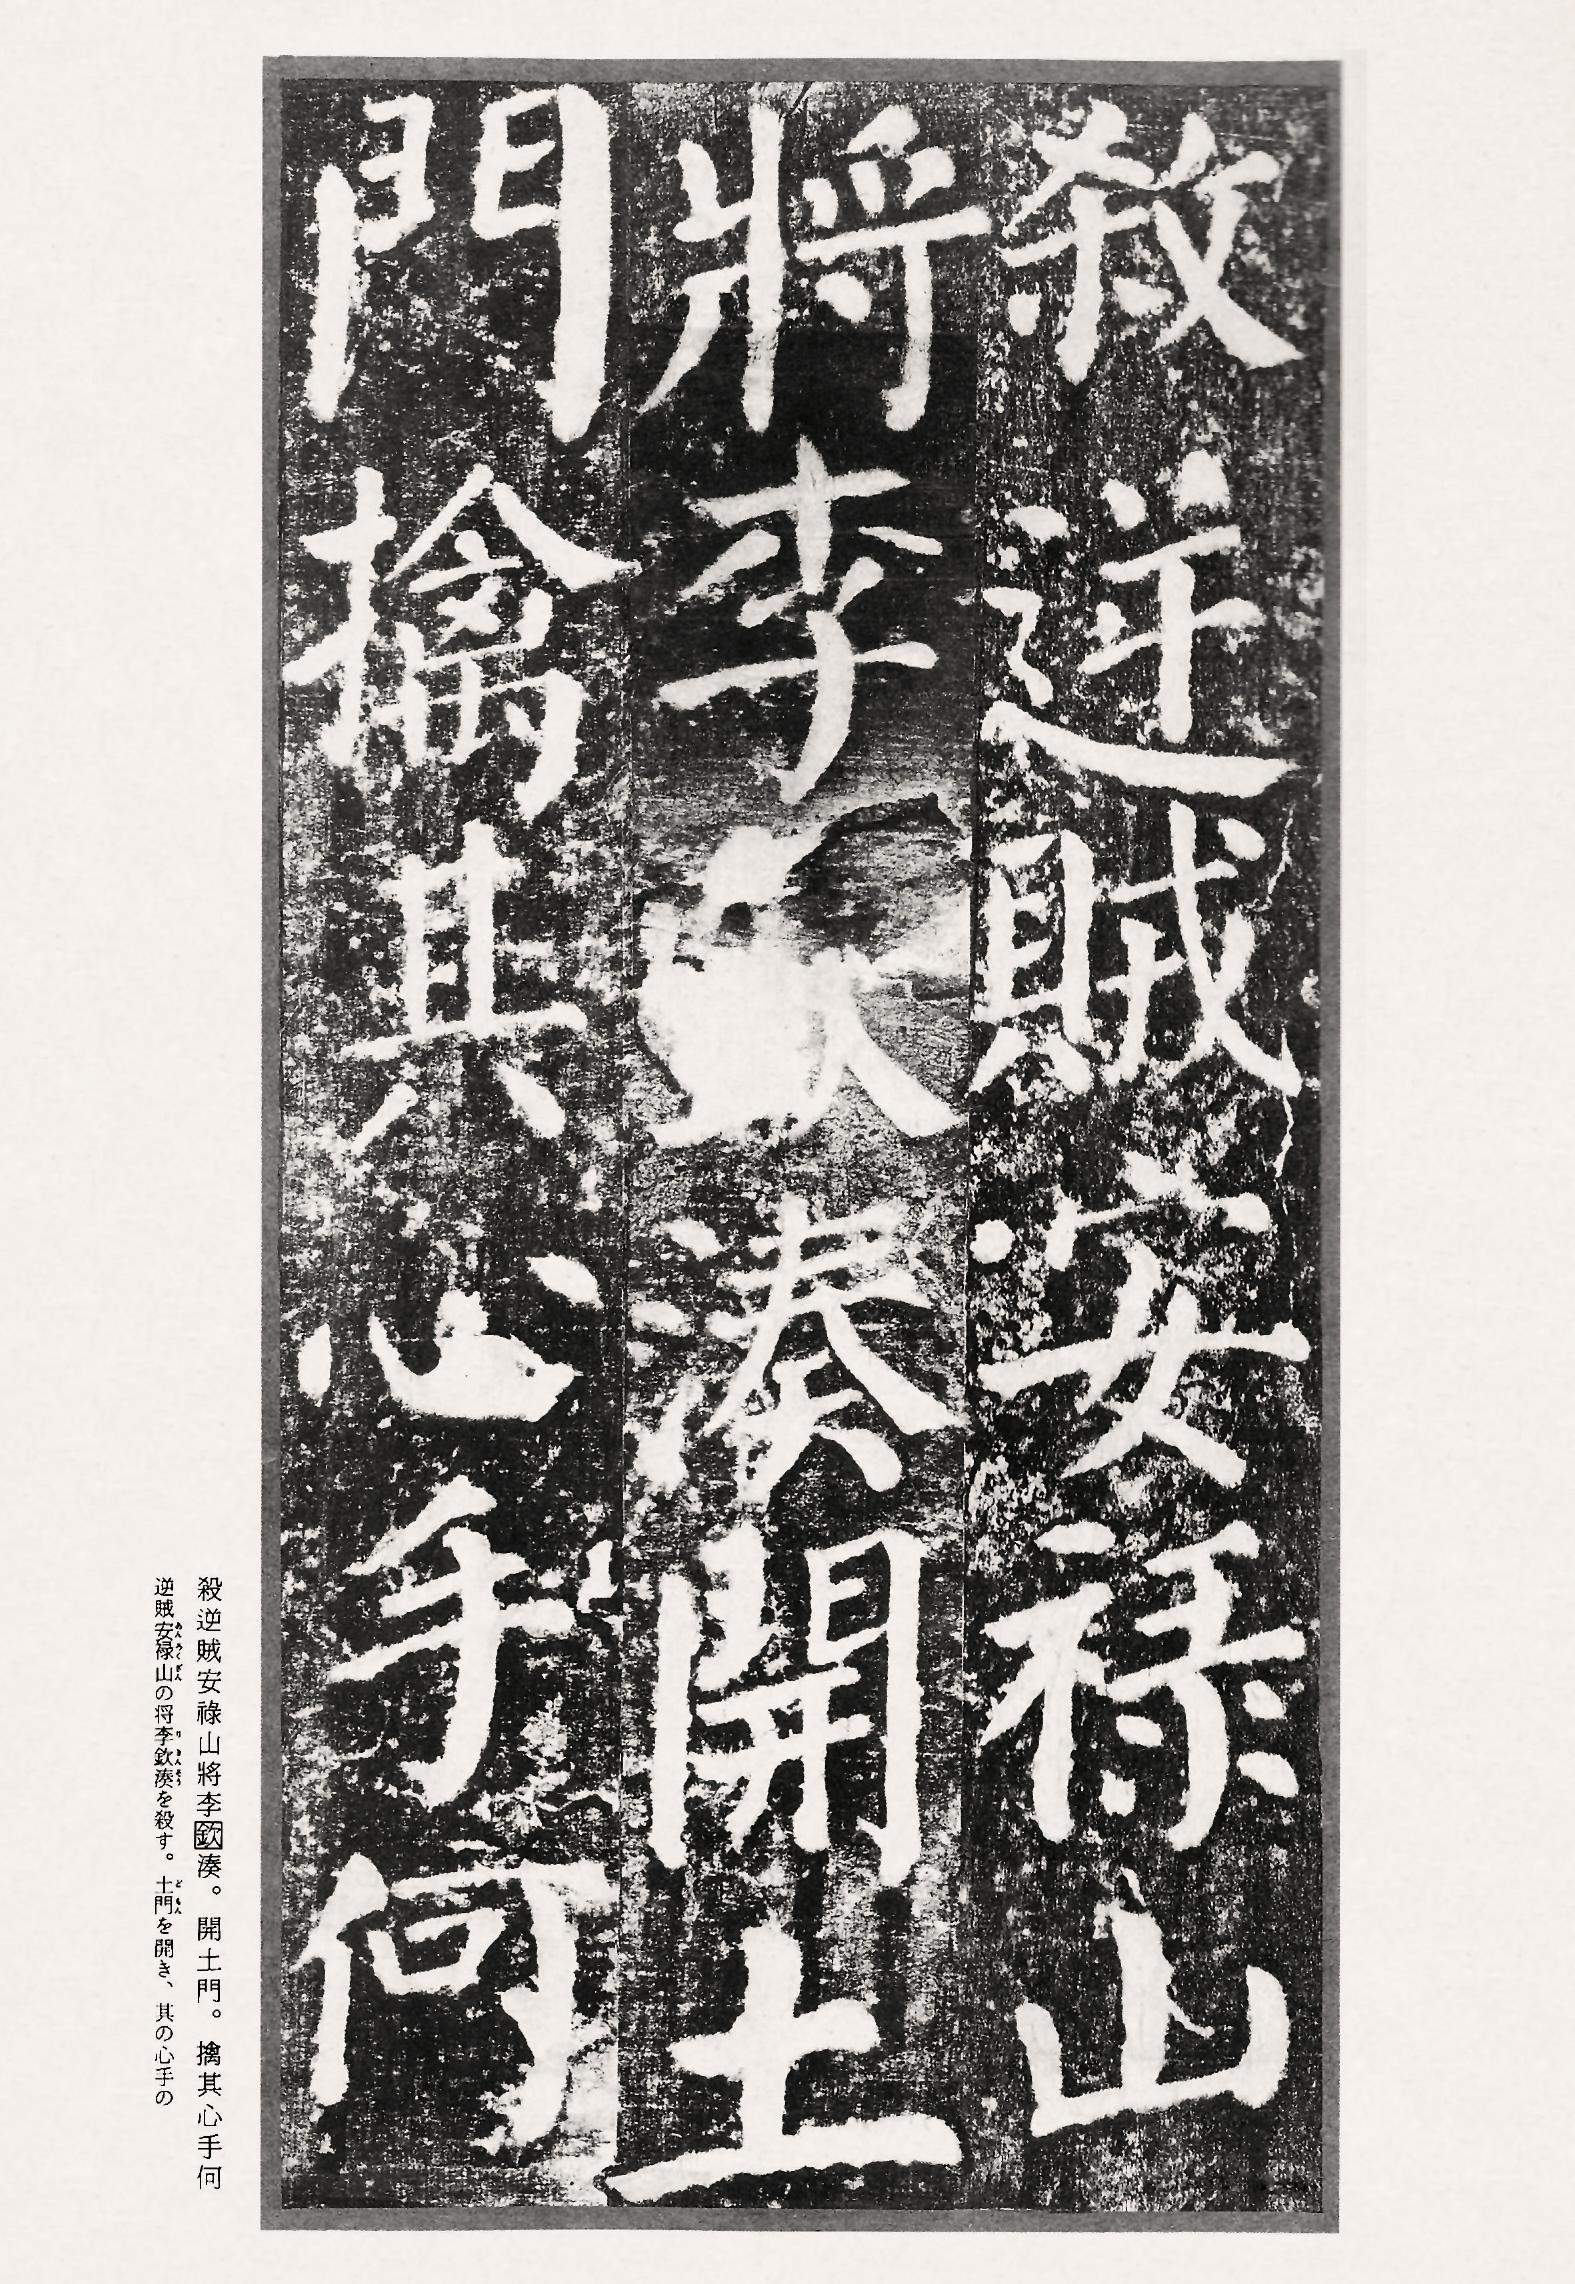 殺逆賊安祿山
將李湊開土
門擒其心手何
殺逆賊安祿山將李欽湊。開土門。擒其心手何
逆賊安禄山の将李欽湊を殺す。土門を開き、其の心手の